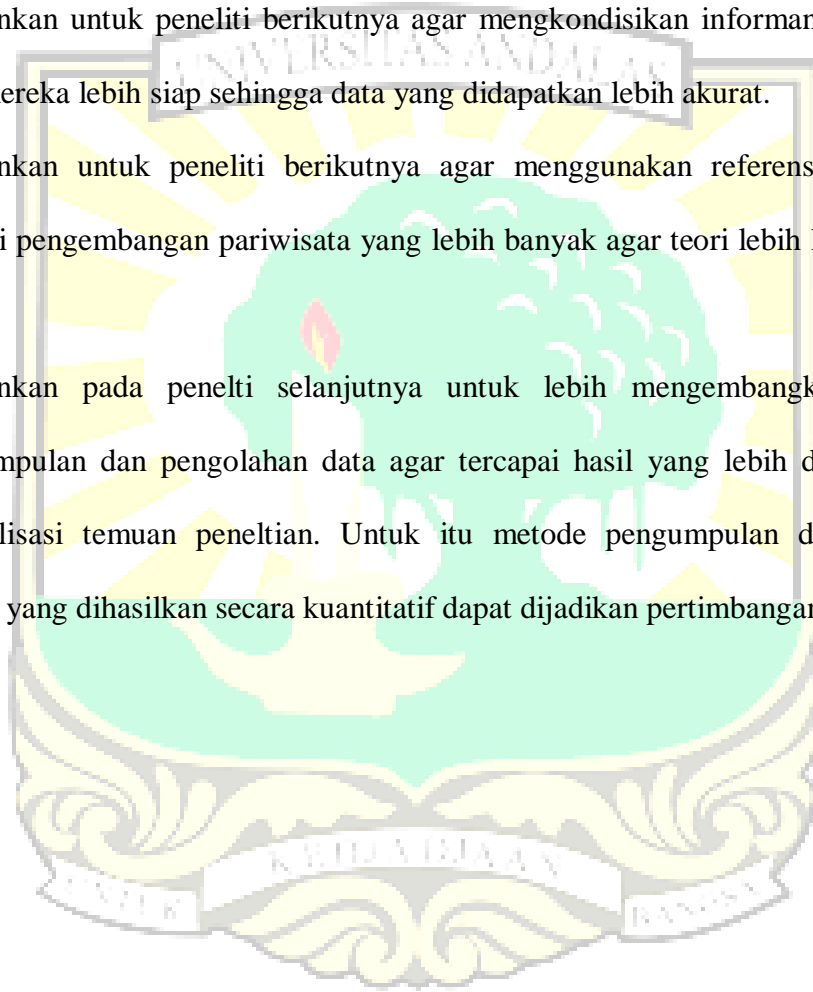 nkan untuk peneliti berikutnya agar mengkondisikan informan
UNIVERSITAS ANDALAS
ereka lebih siap sehingga data yang didapatkan lebih akurat.
nkan untuk peneliti berikutnya agar menggunakan referens
i pengembangan pariwisata yang lebih banyak agar teori lebih
nkan pada penelti selanjutnya untuk lebih mengembangk
mpulan dan pengolahan data agar tercapai hasil yang lebih d
lisasi temuan peneltian. Untuk itu metode pengumpulan d
yang dihasilkan secara kuantitatif dapat dijadikan pertimbangan
KEDJAJAAN
UNTUK
BANGSA